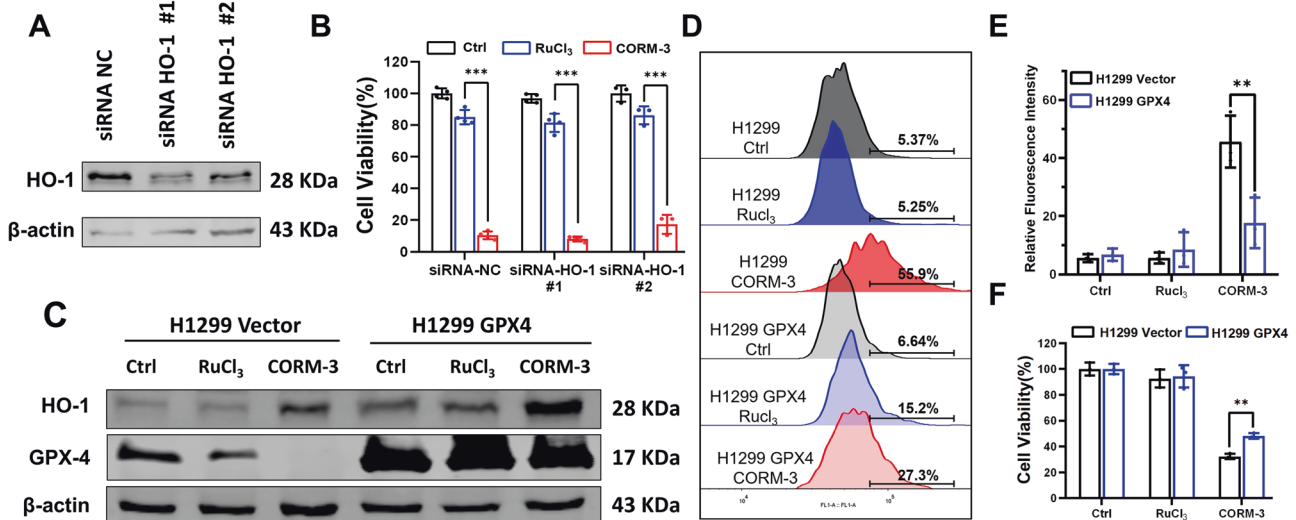 A
siRNA NC
siRNA HO-1 #1
siRNA HO-1 #2
HO-1
28 KDa
β-actin
43 KDa
B
Ctrl
RuCl3
CORM-3
Cell Viability(%)
120
100
80
60
40
20
0
***
***
***
siRNA-NC
siRNA-HO-1
#1
siRNA-HO-1
#2
C
H1299 Vector
H1299 GPX4
Ctrl
RuCl3
CORM-3
Ctrl
RuCl3
CORM-3
HO-1
28 KDa
GPX-4
17 KDa
β-actin
43 KDa
D
H1299
Ctrl
5.37%
H1299
Rucl3
5.25%
H1299
CORM-3
55.9%
H1299 GPX4
Ctrl
6.64%
H1299 GPX4
Rucl3
15.2%
H1299 GPX4
CORM-3
27.3%
10^4
10^5
FL1-A :: FL1-A
E
H1299 Vector
H1299 GPX4
Relative Fluorescence Intensity
60
40
20
0
**
Ctrl
Rucl3
CORM-3
F
H1299 Vector
H1299 GPX4
Cell Viability(%)
120
100
80
60
40
20
0
**
Ctrl
RuCl3
CORM-3